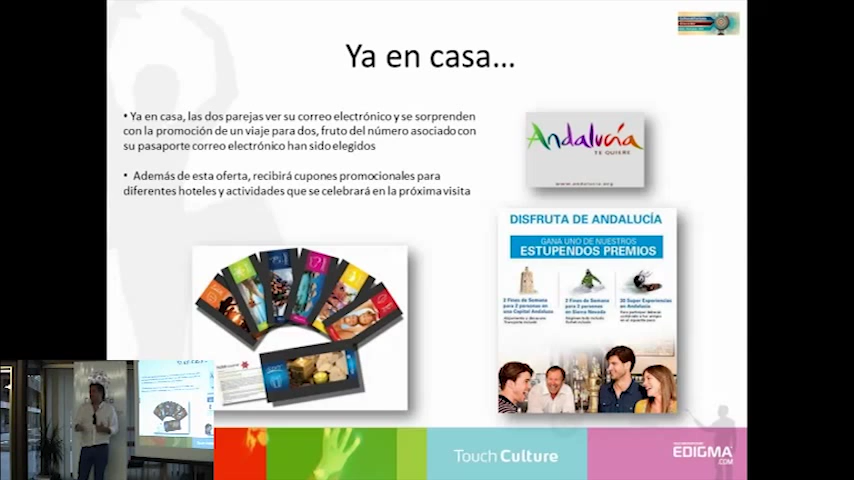 Ya en casa...
• Ya en casa, las dos parejas ver su correo electrónico y se sorprenden
con la promoción de un viaje para dos, fruto del número asociado con
su pasaporte correo electrónico han sido elegidos
• Además de esta oferta, recibirá cupones promocionales para
diferentes hoteles y actividades que se celebrará en la próxima visita
Andalucía
TE QUIERE
www.andalucia.org
DISFRUTA DE ANDALUCÍA
GANA UNO DE NUESTROS
ESTUPENDOS PREMIOS
2 Fines de Semana
para 2 personas en
una Capital Andaluza
2 Fines de Semana
para 2 personas
en Sierra Nevada
20 Super Experiencias
en Andalucía
Touch Culture
EDIGMA
.COM